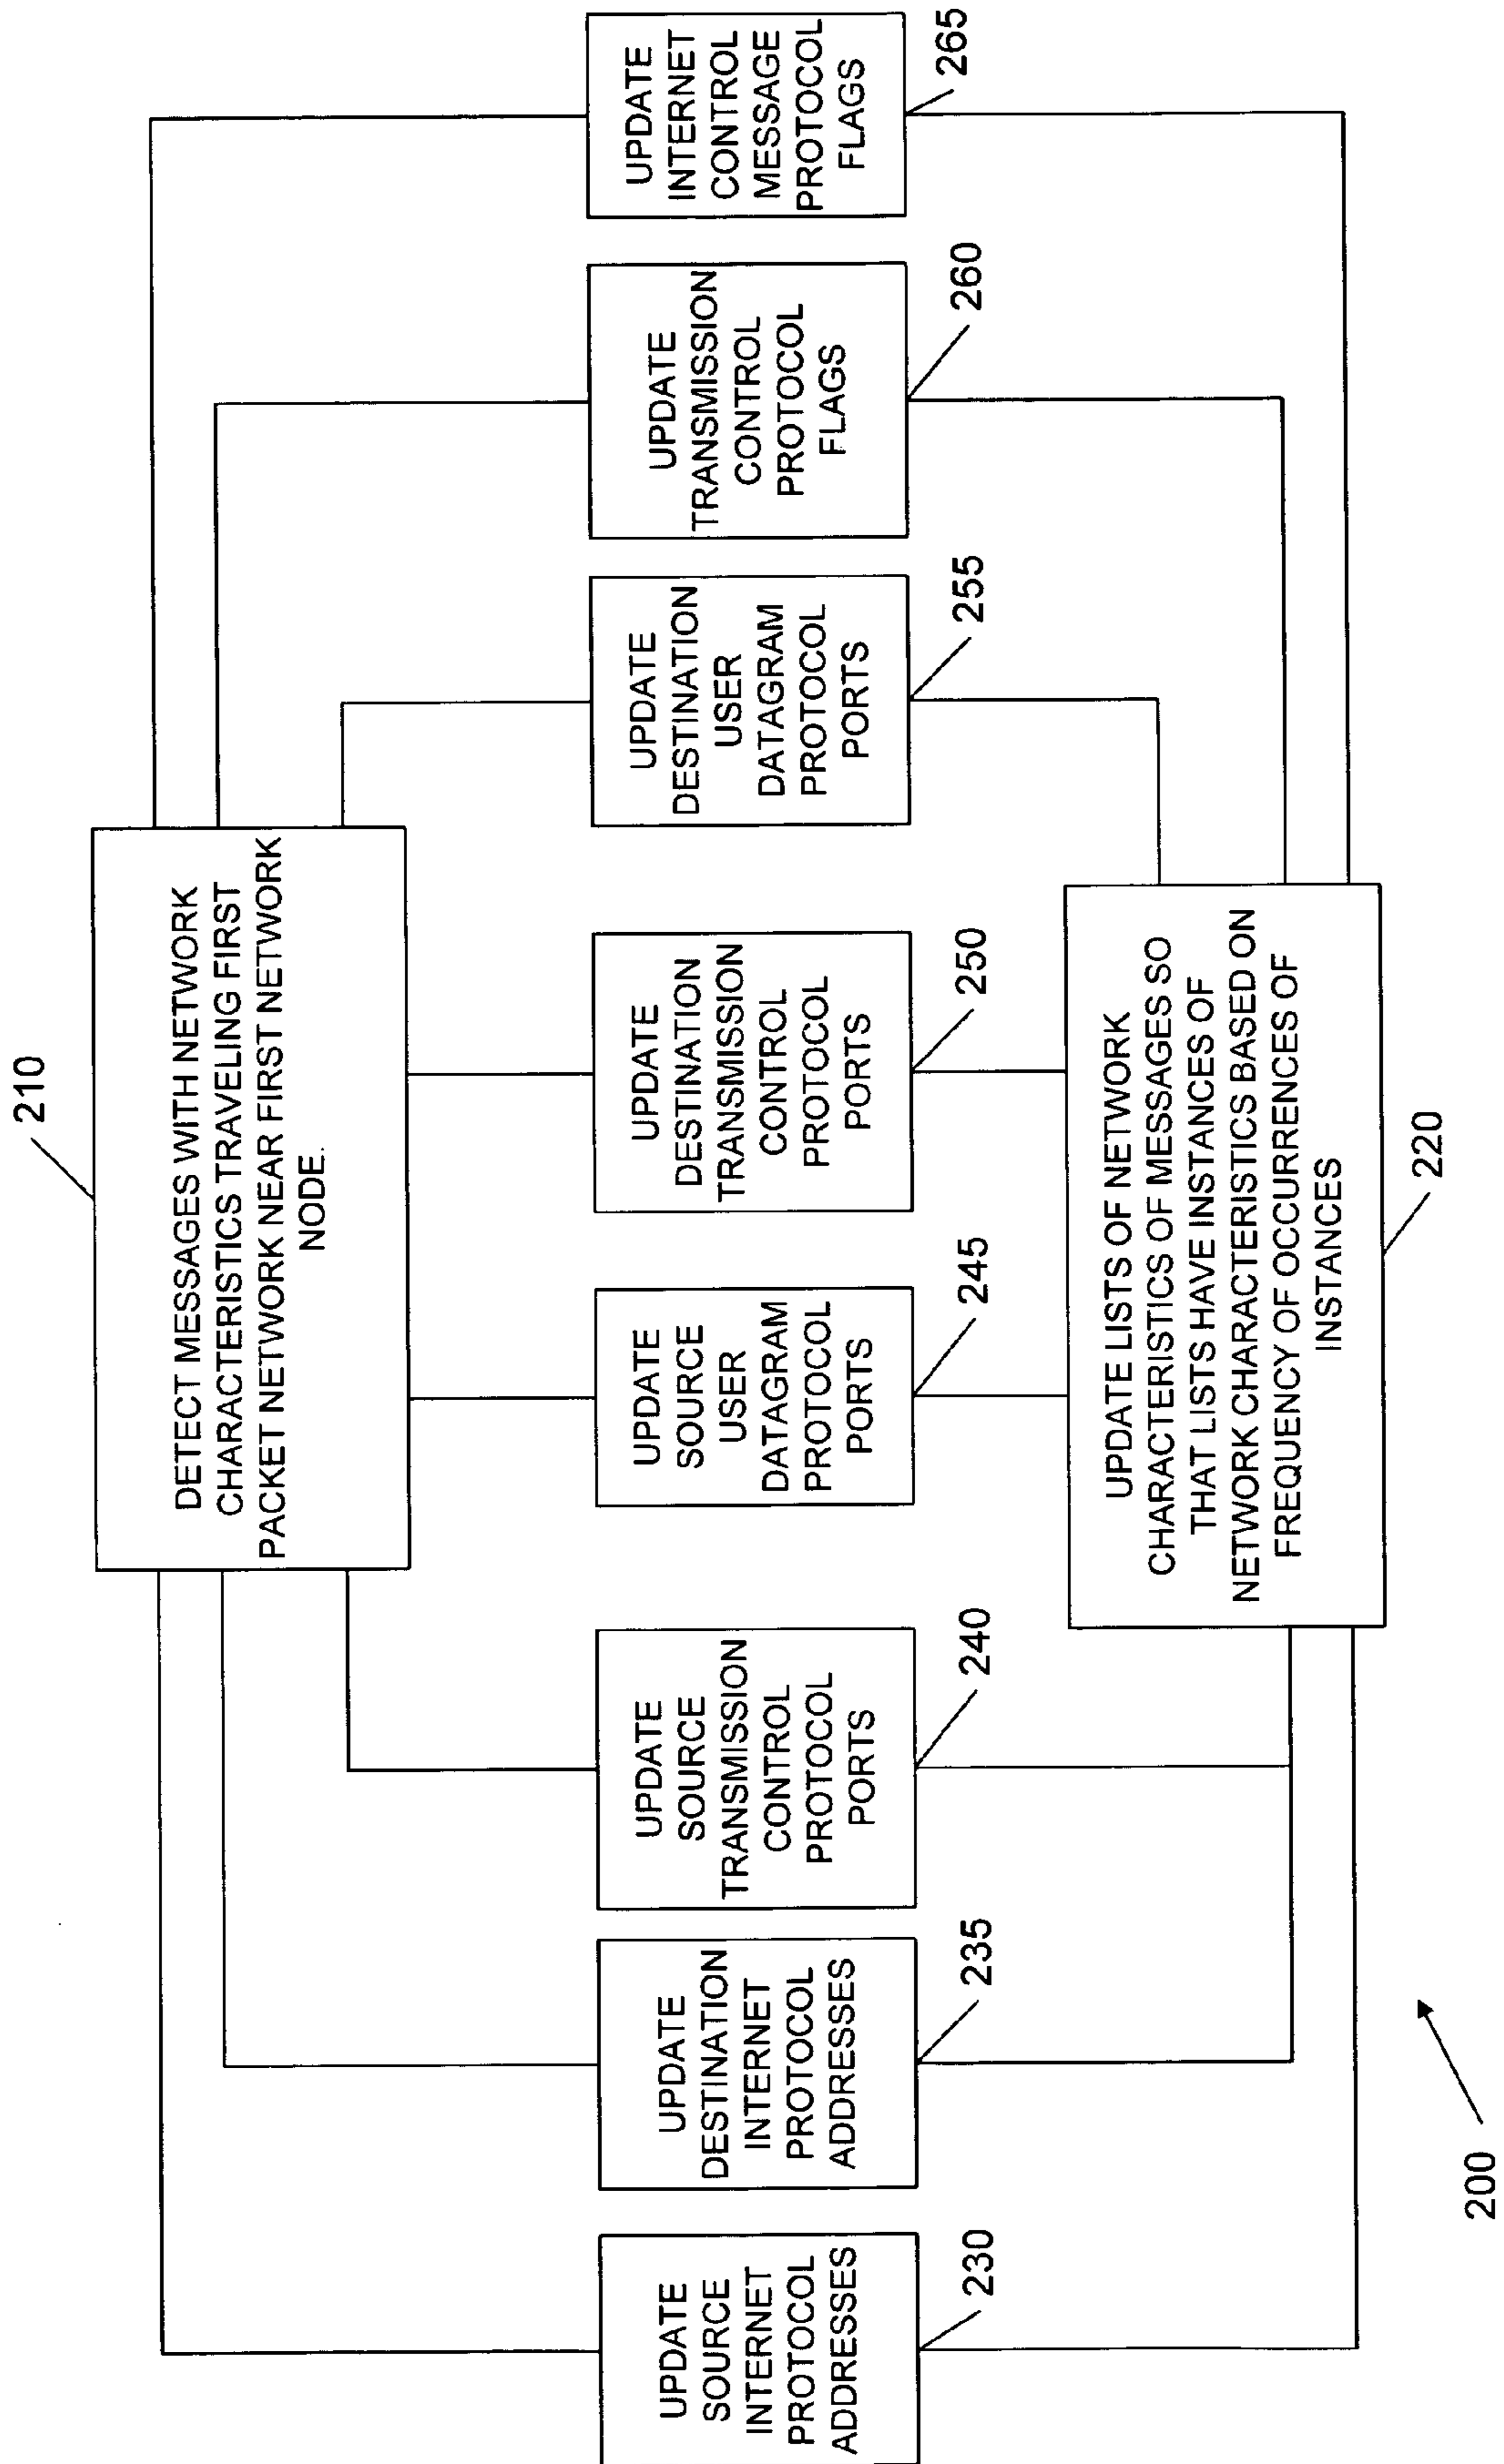 210
DETECT MESSAGES WITH NETWORK
CHARACTERISTICS TRAVELING FIRST
PACKET NETWORK NEAR FIRST NETWORK
NODE.
UPDATE
SOURCE
INTERNET
PROTOCOL
ADDRESSES
230
UPDATE
DESTINATION
INTERNET
PROTOCOL
ADDRESSES
235
UPDATE
SOURCE
TRANSMISSION
CONTROL
PROTOCOL
PORTS
240
UPDATE
SOURCE
USER
DATAGRAM
PROTOCOL
PORTS
245
UPDATE
DESTINATION
TRANSMISSION
CONTROL
PROTOCOL
PORTS
250
UPDATE
DESTINATION
USER
DATAGRAM
PROTOCOL
PORTS
255
UPDATE
TRANSMISSION
CONTROL
PROTOCOL
FLAGS
260
UPDATE
INTERNET
CONTROL
MESSAGE
PROTOCOL
FLAGS
265
UPDATE LISTS OF NETWORK
CHARACTERISTICS OF MESSAGES SO
THAT LISTS HAVE INSTANCES OF
NETWORK CHARACTERISTICS BASED ON
FREQUENCY OF OCCURRENCES OF
INSTANCES
220
200